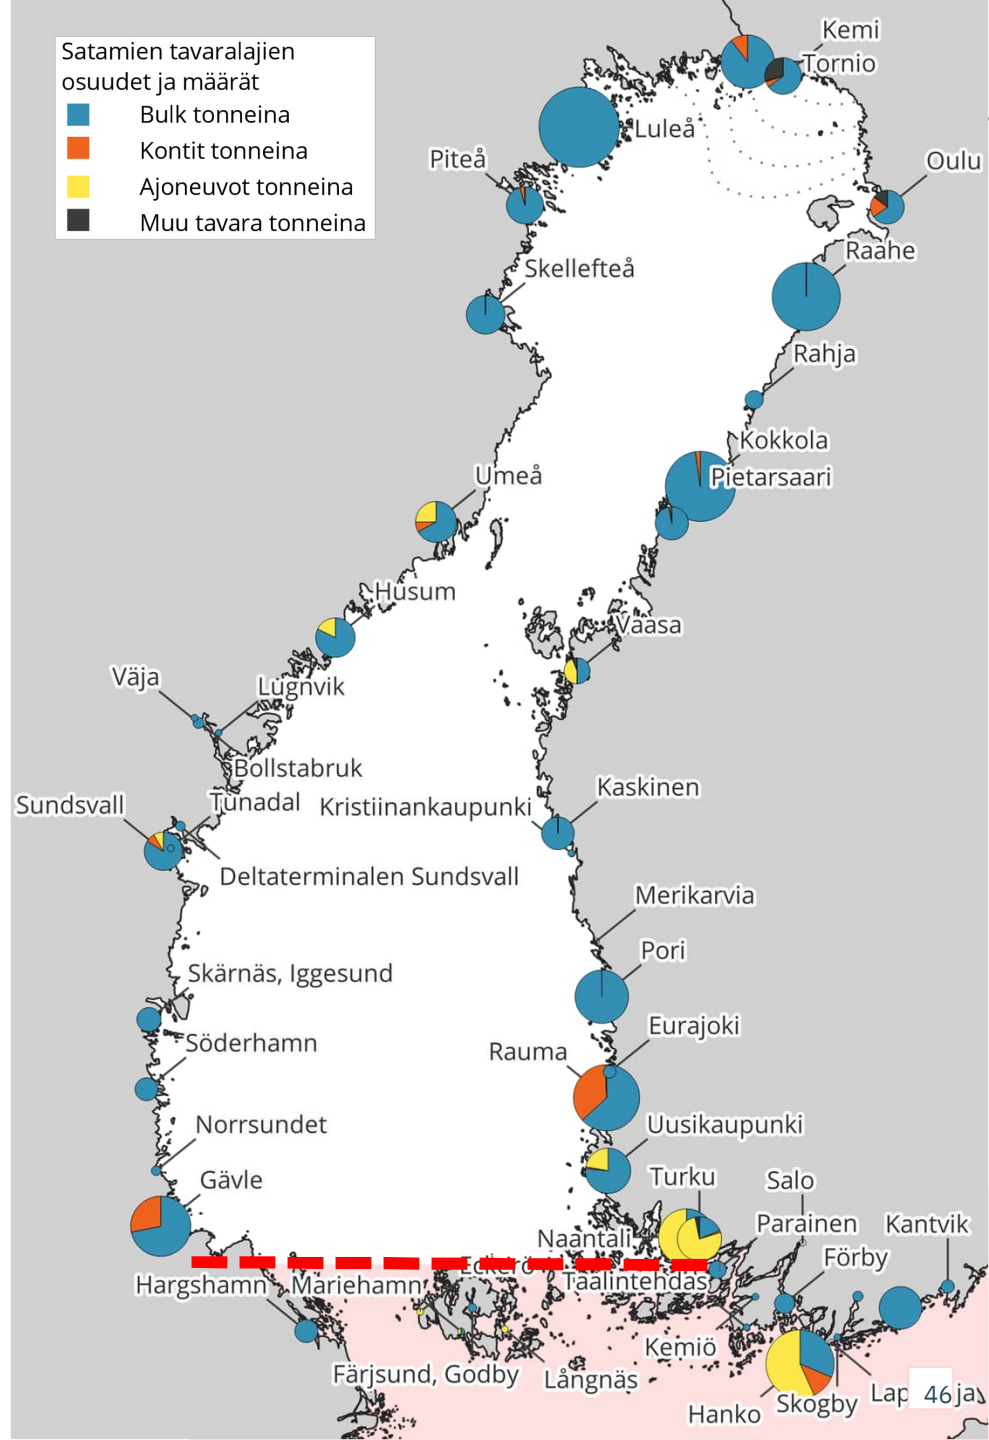 Satamien tavaralajien
osuudet ja määrät
Bulk tonneina
Kontit tonneina
Ajoneuvot tonneina
Muu tavara tonneina
Kemi
Tornio
Luleå
Piteå
Oulu
Raahe
Skellefteå
Rahja
Kokkola
Pietarsaari
Umeå
Husum
Vaasa
Väja
Lugnvik
Bollstabruk
Kaskinen
Sundsvall
Tunadal
Kristiinankaupunki
Deltaterminalen Sundsvall
Merikarvia
Pori
Skärnäs, Iggesund
Eurajoki
Söderhamn
Rauma
Norrsundet
Uusikaupunki
Gävle
Turku
Salo
Parainen
Kantvik
Naantali
Förby
Eckerö
Hargshamn
Mariehamn
Taalintehdas
Kemiö
Färjsund, Godby
Långnäs
46
Skogby
Hanko